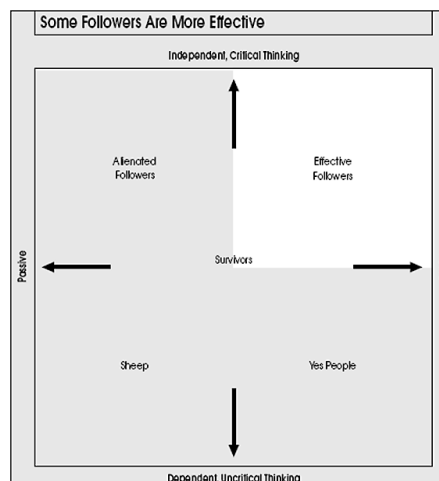 Some Followers Are More Effective
Independent, Critical Thinking
Alienated
Followers
Effective
Followers
Passive
Survivors
Sheep
Yes People
Dependent, Uncritical Thinking